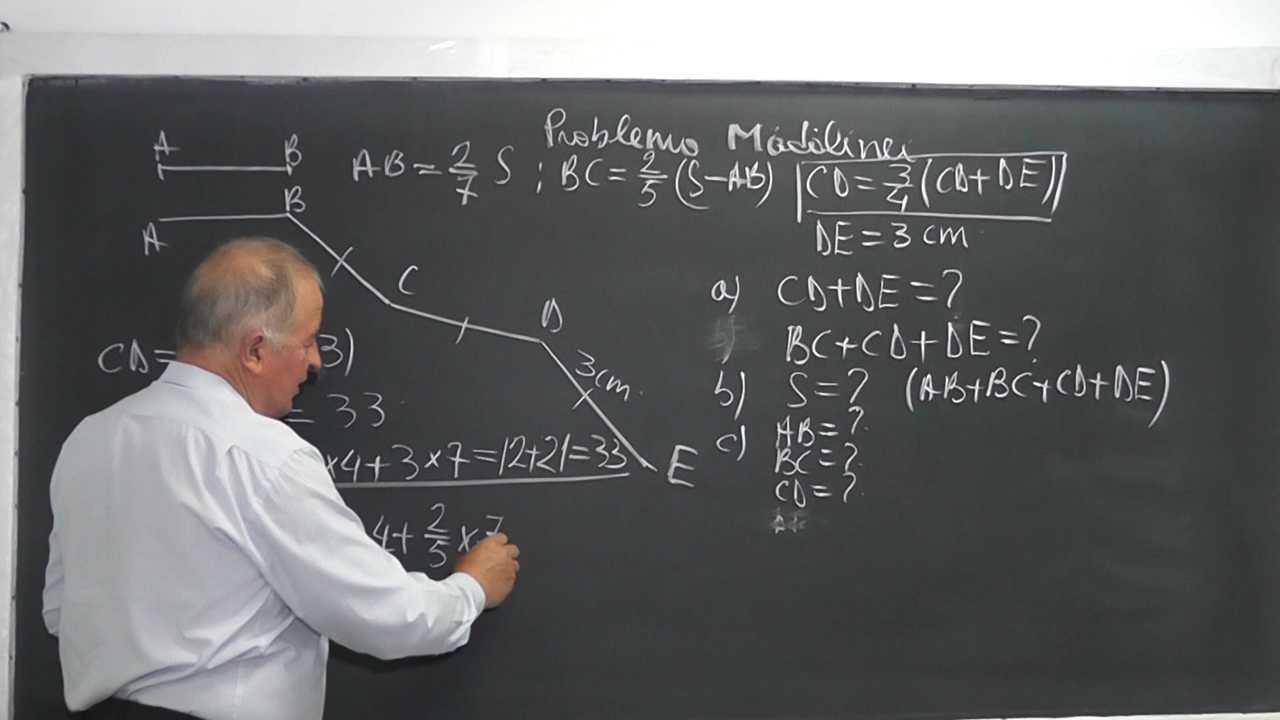 Problema Mădălinei
A B AB = 2/7 S ; BC = 2/5 (S-AB) CD = 3/4 (CD+DE)
DE = 3 cm
A B C D 3cm. E
a) CD+DE = ?
BC+CD+DE = ?
b) S = ? (AB+BC+CD+DE)
c) AB = ?
BC = ?
CD = ?
CD = 3)
= 33
×4+3×7=12+21=33
4+ 2/5 × 7